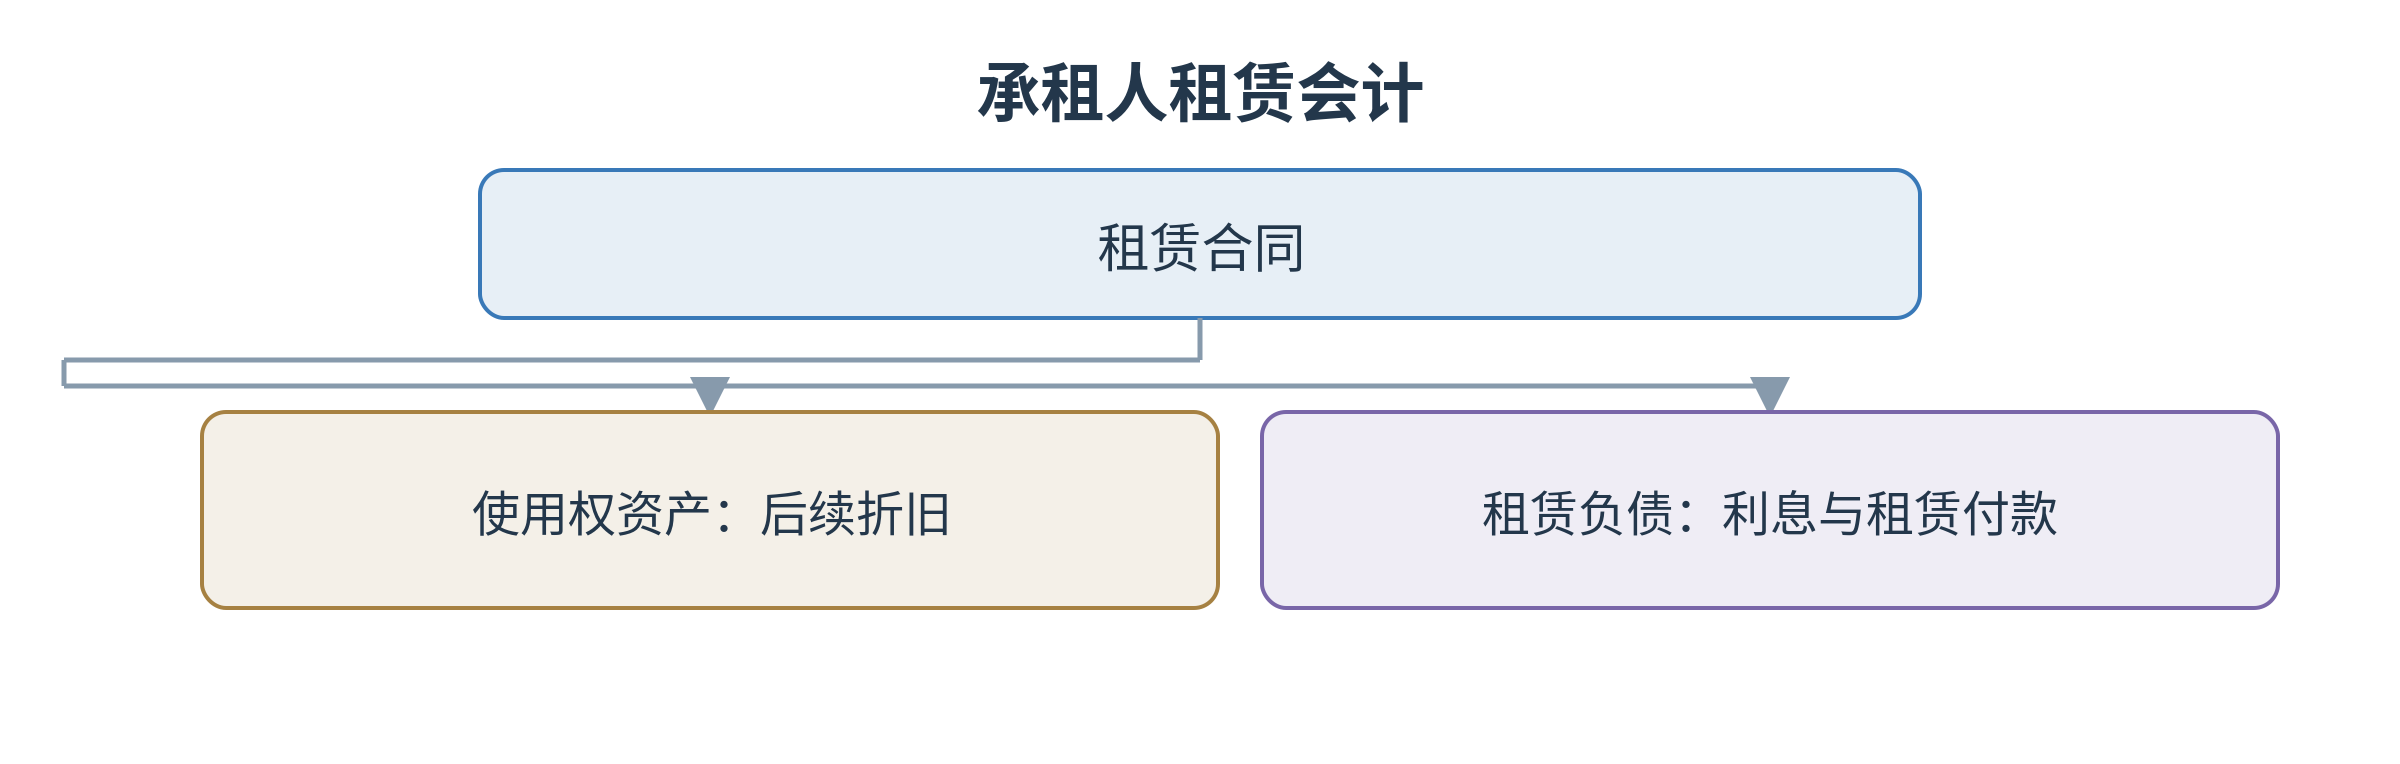 承租人租赁会计
租赁合同
使用权资产：后续折旧
租赁负债：利息与租赁付款